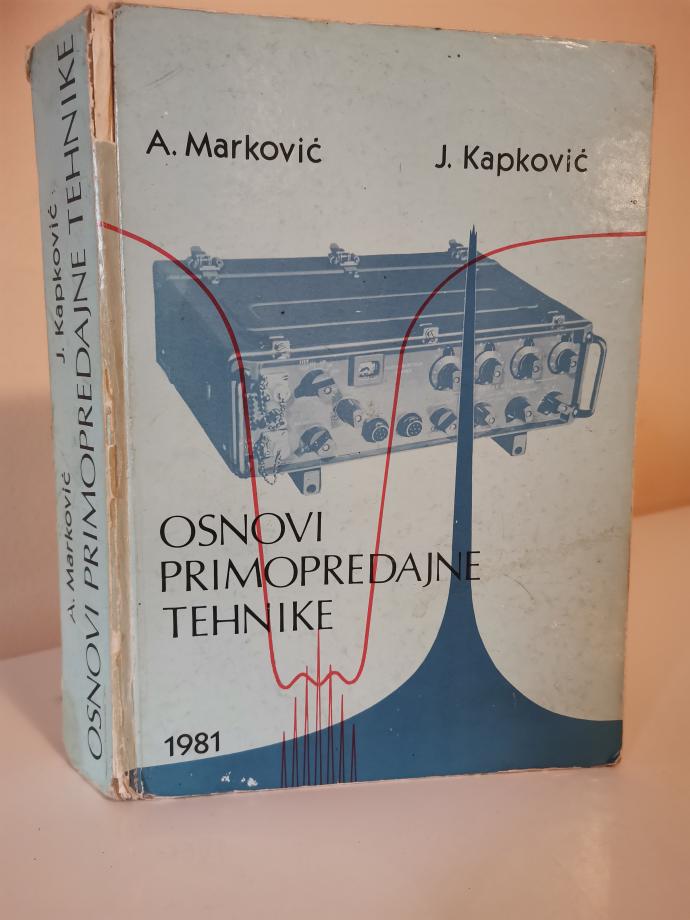 A. Marković
J. Kapković
OSNOVI
PRIMOPREDAJNE
TEHNIKE
1981
A. Marković J. Kapković
OSNOVI PRIMOPREDAJNE TEHNIKE